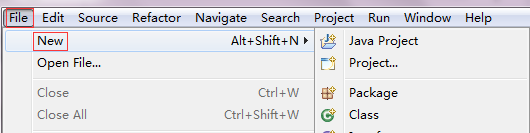 File Edit Source Refactor Navigate Search Project Run Window Help
New Alt+Shift+N Java Project
Open File... Project...
Close Ctrl+W Package
Close All Ctrl+Shift+W Class